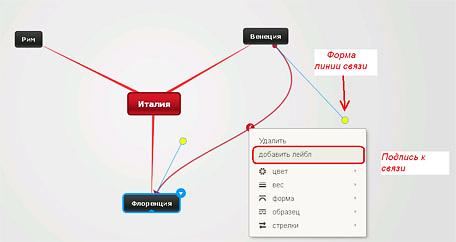 Рим
Венеция
Форма
линии связи
Италия
Удалить
добавить лейбл
Подпись к
связи
цвет
вес
форма
образец
стрелки
Флоренция